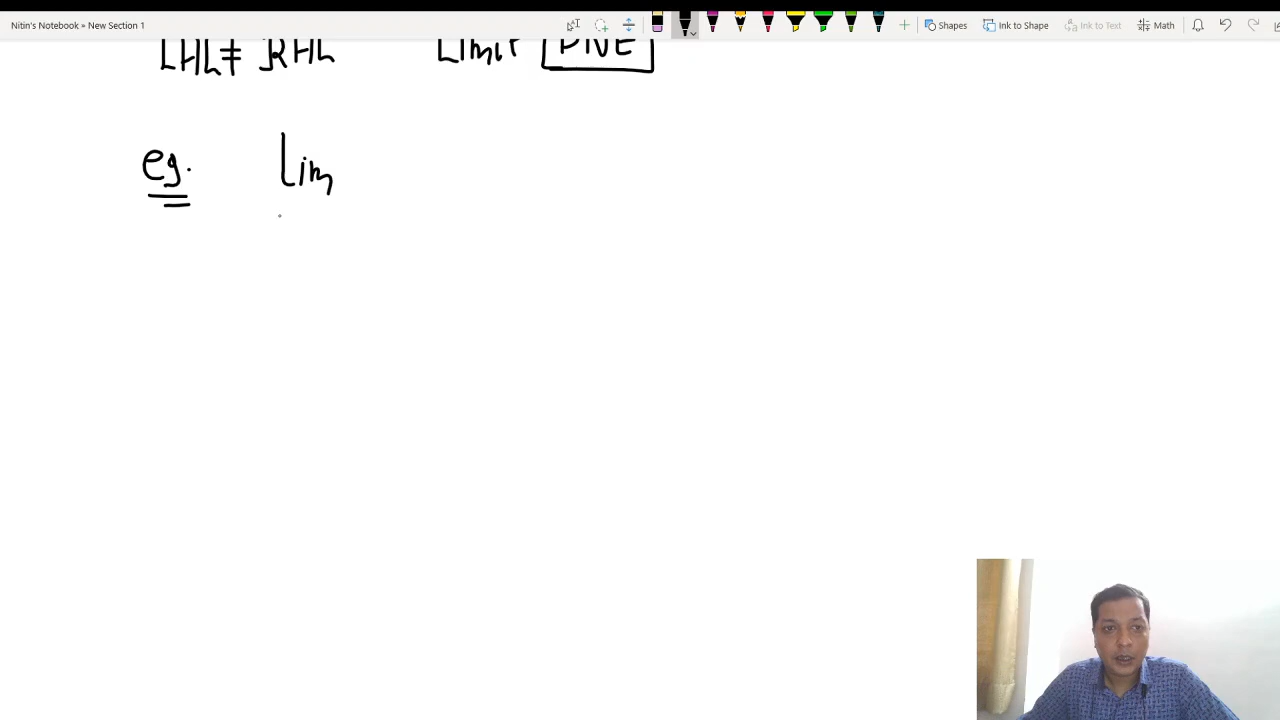 Nitin's Notebook » New Section 1 Shapes Ink to Shape Ink to Text Math
LHL ≠ RHL Limit DNE
eg. Lim